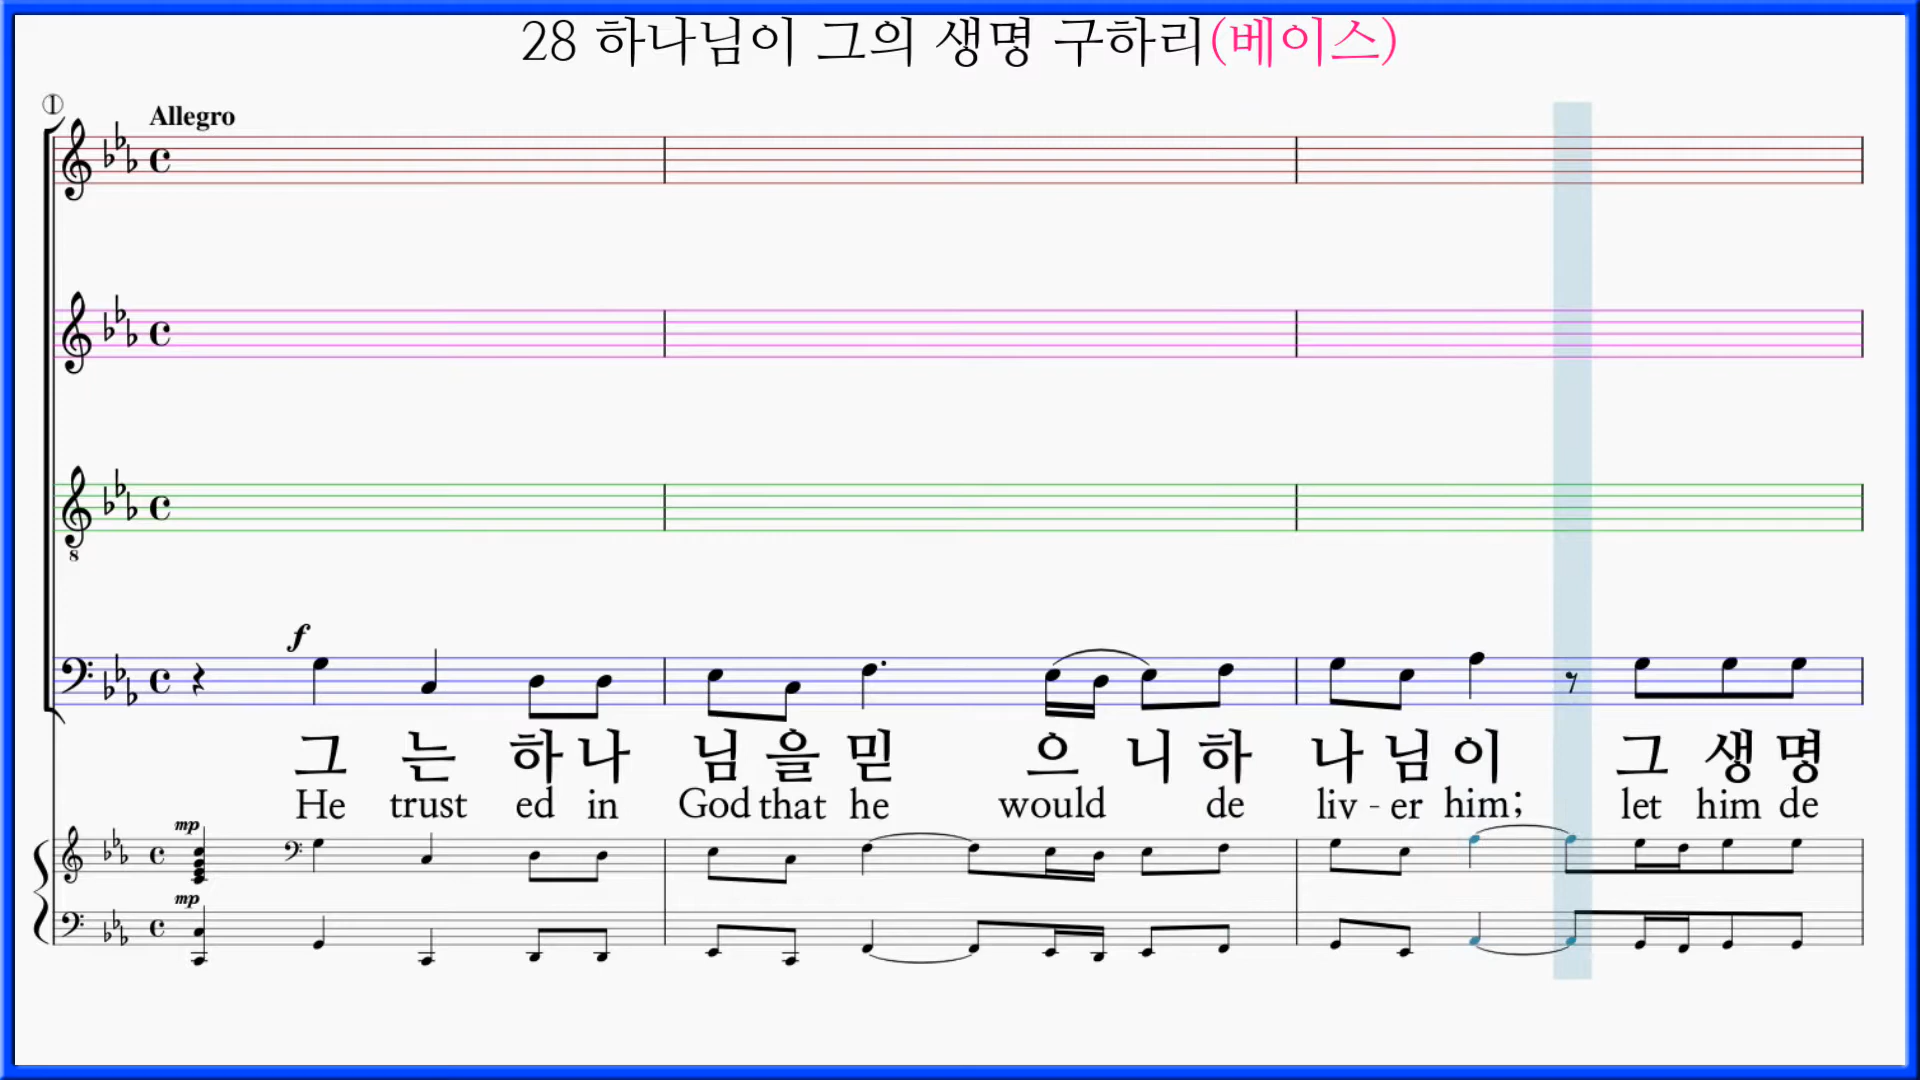 28 하나님이 그의 생명 구하리(베이스)
①
Allegro
8
f
그 는 하 나 님 을 믿 으 니 하 나 님 이 그 생 명
He trust ed in God that he would de liv - er him; let him de
mp
mp